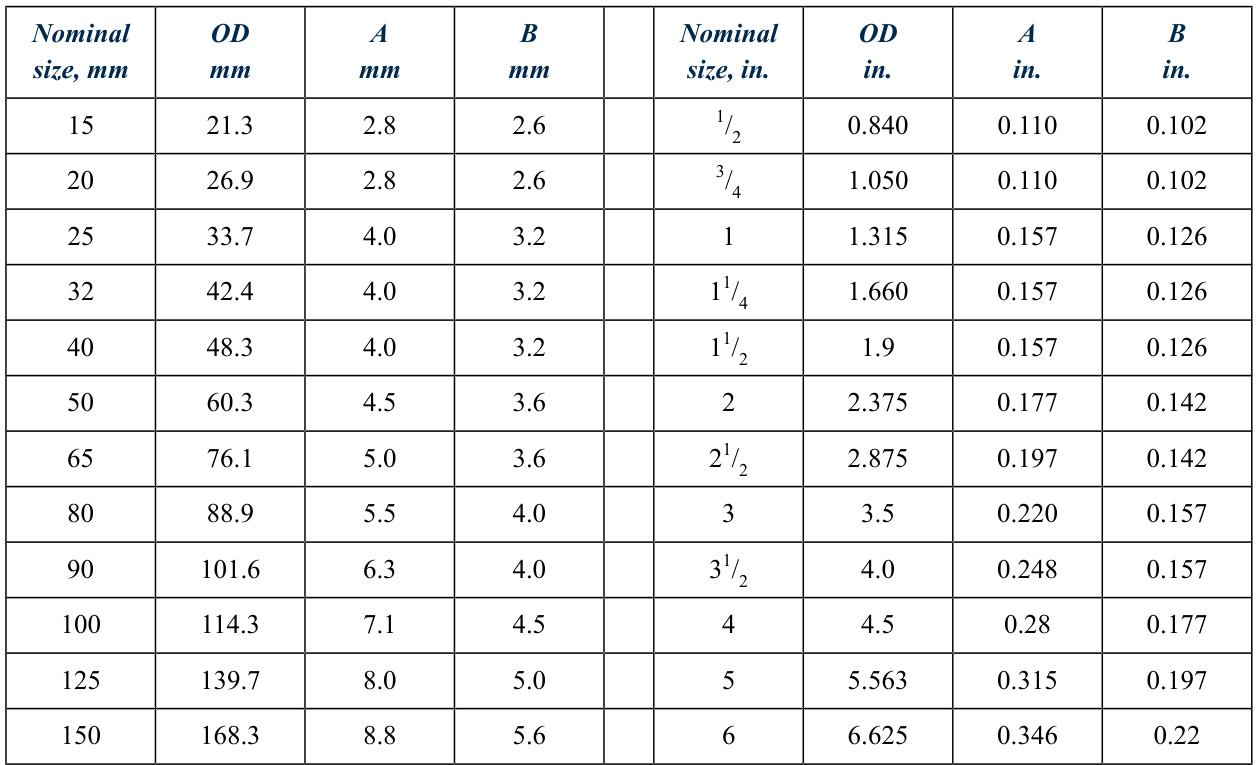 Nominal size, mm OD mm A mm B mm Nominal size, in. OD in. A in. B in.
15 21.3 2.8 2.6 1/2 0.840 0.110 0.102
20 26.9 2.8 2.6 3/4 1.050 0.110 0.102
25 33.7 4.0 3.2 1 1.315 0.157 0.126
32 42.4 4.0 3.2 1 1/4 1.660 0.157 0.126
40 48.3 4.0 3.2 1 1/2 1.9 0.157 0.126
50 60.3 4.5 3.6 2 2.375 0.177 0.142
65 76.1 5.0 3.6 2 1/2 2.875 0.197 0.142
80 88.9 5.5 4.0 3 3.5 0.220 0.157
90 101.6 6.3 4.0 3 1/2 4.0 0.248 0.157
100 114.3 7.1 4.5 4 4.5 0.28 0.177
125 139.7 8.0 5.0 5 5.563 0.315 0.197
150 168.3 8.8 5.6 6 6.625 0.346 0.22